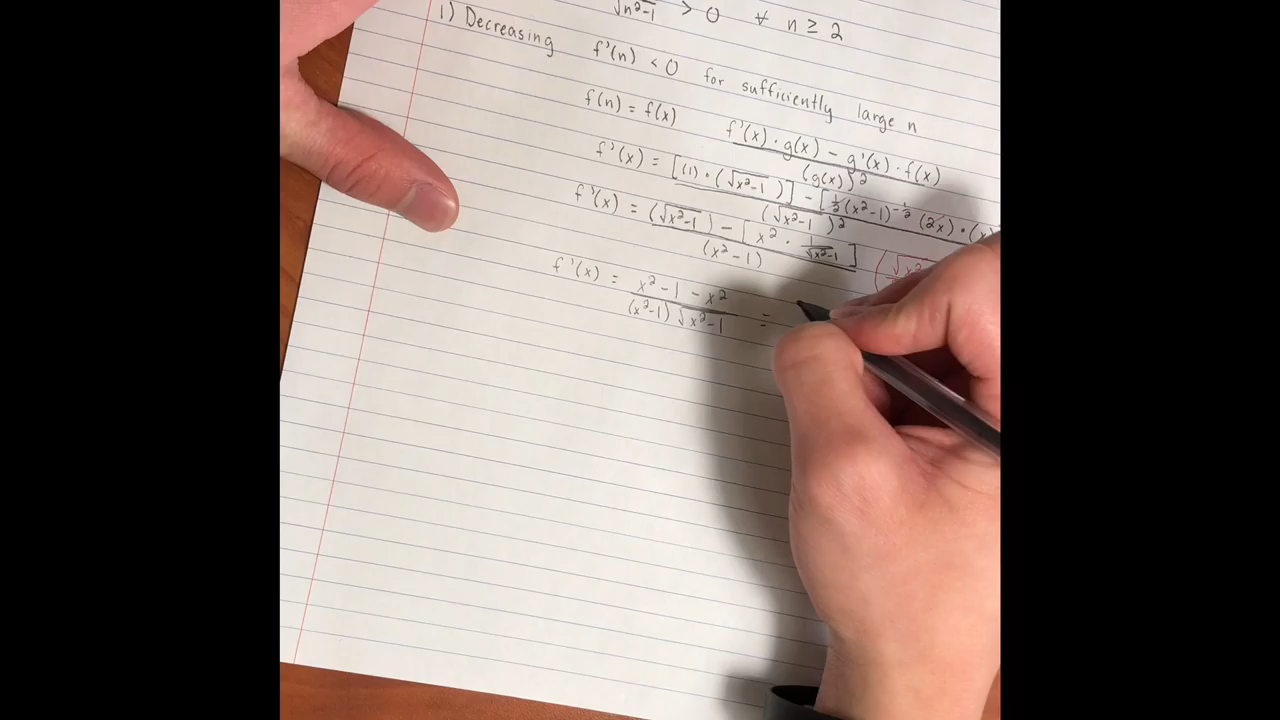 √n²-1 > 0 ∀ n ≥ 2
1) Decreasing f'(n) < 0 for sufficiently large n
f(n) = f(x) f'(x) · g(x) - g'(x) · f(x) / (g(x))²
f'(x) = [(1) · (√x²-1)] - [½(x²-1)^-½ (2x) · (x) / (√x²-1)²
f'(x) = (√x²-1) - [x² · 1/√x²-1] / (x²-1) (√x²
f'(x) = x² - 1 - x² / (x²-1) √x²-1 =